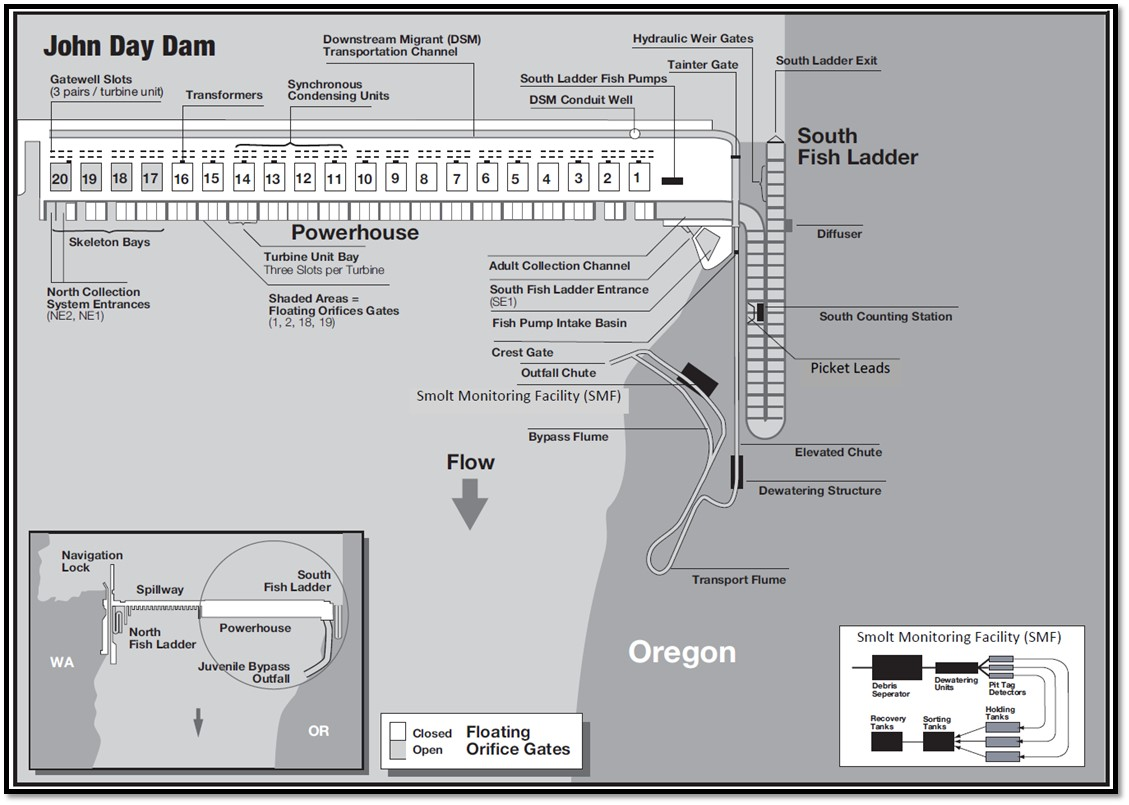 John Day Dam
Downstream Migrant (DSM)
Transportation Channel
Hydraulic Weir Gates
Tainter Gate
South Ladder Exit
Gatewell Slots
(3 pairs / turbine unit)
Transformers
Synchronous
Condensing Units
South Ladder Fish Pumps
DSM Conduit Well
South
Fish Ladder
20 19 18 17 16 15 14 13 12 11 10 9 8 7 6 5 4 3 2 1
Powerhouse
Skeleton Bays
Turbine Unit Bay
Three Slots per Turbine
North Collection
System Entrances
(NE2, NE1)
Shaded Areas =
Floating Orifices Gates
(1, 2, 18, 19)
Adult Collection Channel
South Fish Ladder Entrance
(SE1)
Fish Pump Intake Basin
Crest Gate
Outfall Chute
Smolt Monitoring Facility (SMF)
Bypass Flume
Diffuser
South Counting Station
Picket Leads
Elevated Chute
Dewatering Structure
Transport Flume
Flow
Oregon
Navigation
Lock
Spillway
South
Fish Ladder
North
Fish Ladder
Powerhouse
WA
Juvenile Bypass
Outfall
OR
Closed
Open
Floating
Orifice Gates
Smolt Monitoring Facility (SMF)
Debris
Seperator
Dewatering
Units
Pit Tag
Detectors
Holding
Tanks
Recovery
Tanks
Sorting
Tanks